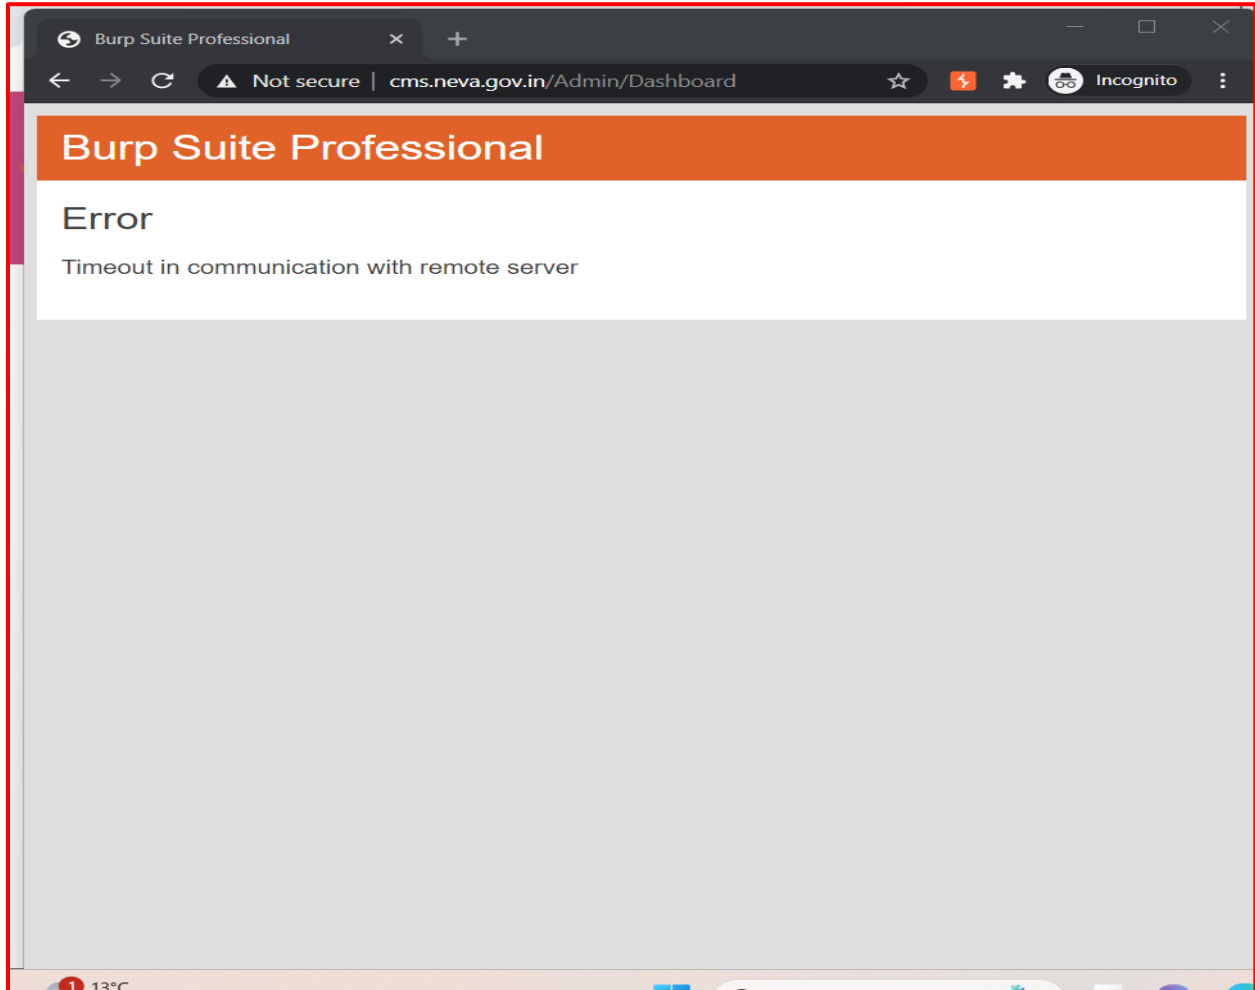 Burp Suite Professional
Not secure | cms.neva.gov.in/Admin/Dashboard
Incognito
Burp Suite Professional
Error
Timeout in communication with remote server
1
13°C